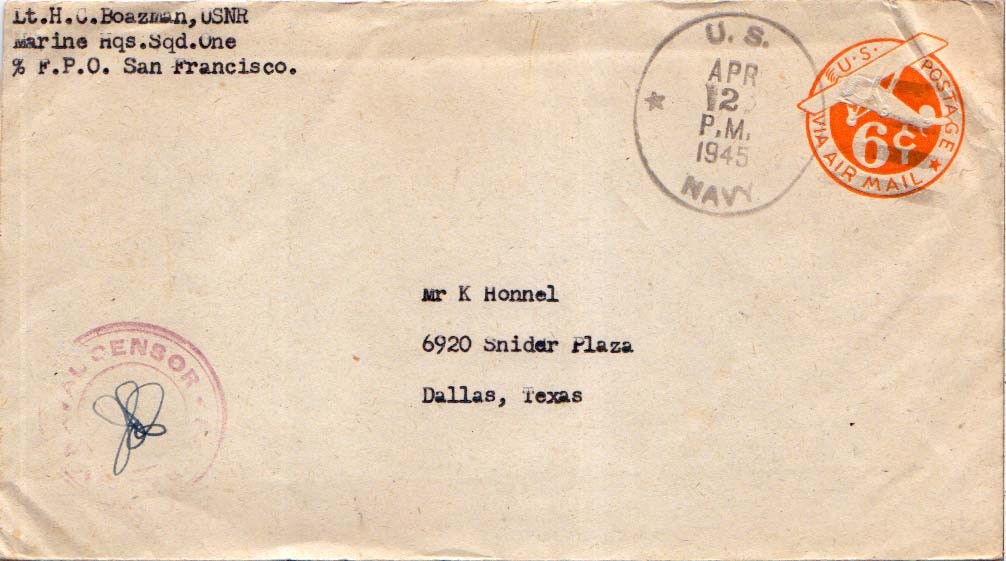 Lt.H.C.Boazman,USNR
Marine Hqs.Sqd.One
% F.P.O. San Francisco.
U. S.
APR
12
P.M.
1945
NAVY
U.S. POSTAGE
6¢
VIA AIR MAIL
Mr K Honnel
6920 Snider Plaza
Dallas, Texas
CENSOR